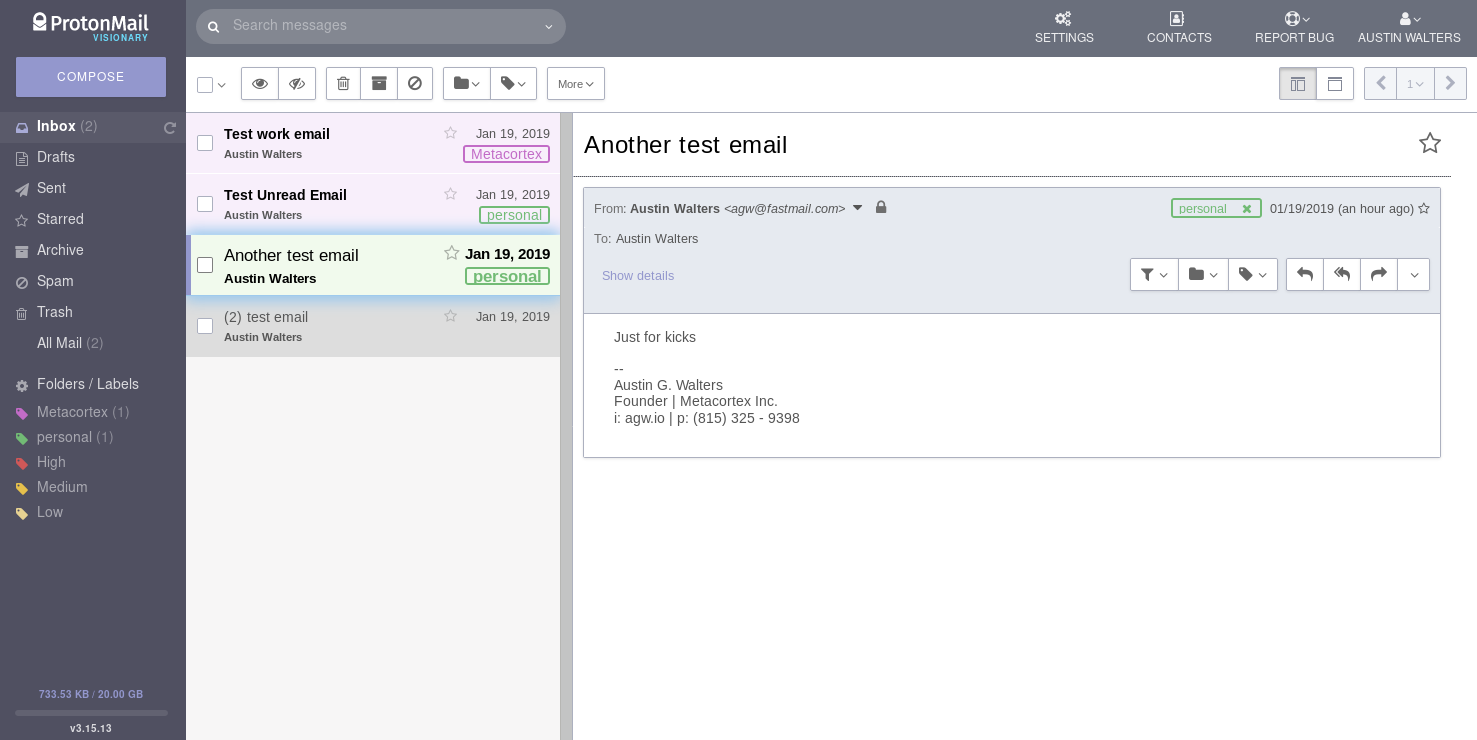 ProtonMail
VISIONARY
Search messages
SETTINGS
CONTACTS
REPORT BUG
AUSTIN WALTERS
COMPOSE
More
1
Inbox (2)
Drafts
Sent
Starred
Archive
Spam
Trash
All Mail (2)
Folders / Labels
Metacortex (1)
personal (1)
High
Medium
Low
733.53 KB / 20.00 GB
v3.15.13
Test work email Jan 19, 2019
Austin Walters Metacortex
Test Unread Email Jan 19, 2019
Austin Walters personal
Another test email Jan 19, 2019
Austin Walters personal
(2) test email Jan 19, 2019
Austin Walters
Another test email
From: Austin Walters <agw@fastmail.com> personal 01/19/2019 (an hour ago)
To: Austin Walters
Show details
Just for kicks
--
Austin G. Walters
Founder | Metacortex Inc.
i: agw.io | p: (815) 325 - 9398